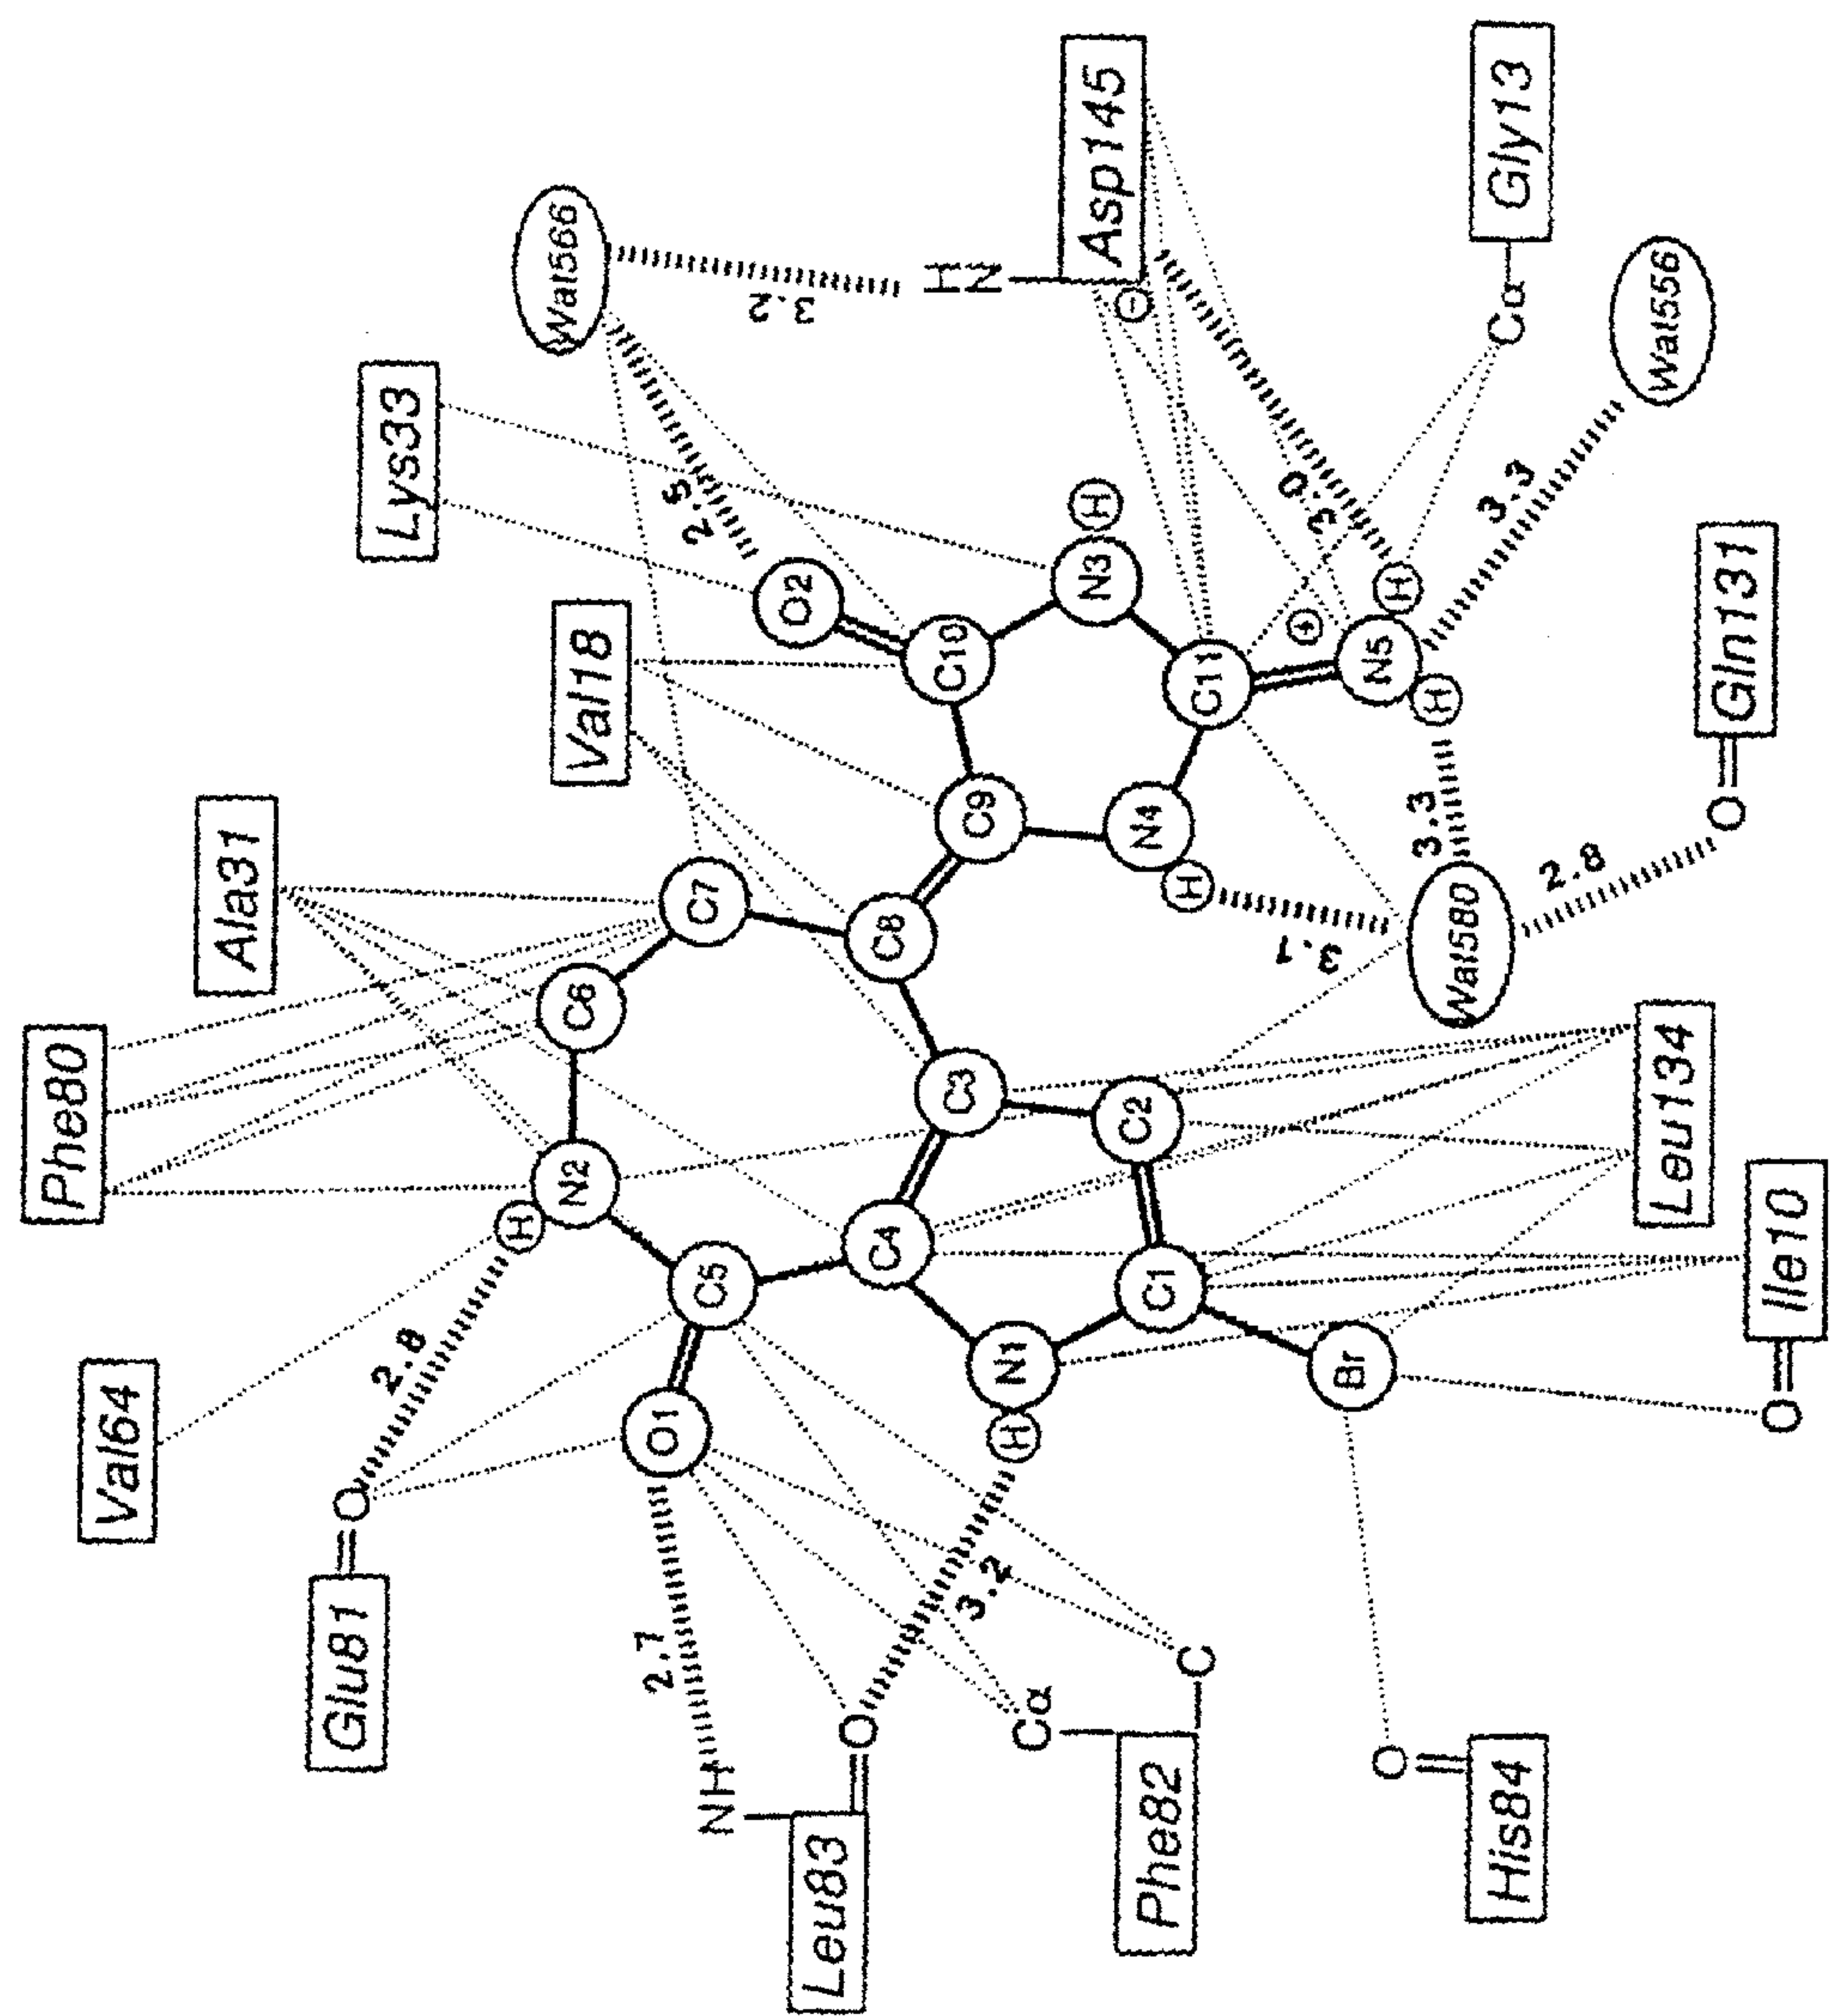 Phe80
Val64
Ala31
Glu81
O
2.8
Lys33
H
N2
C6
Val18
Wat566
2.7
O1
C5
C7
2.5
3.2
NH
Leu83
O
C4
C8
O2
3.2
C3
C9
C10
HN
Phe82
Cα
C
H
N1
C2
N4
H
N3
H
Asp145
⊖
C1
C11
3.1
⊕
3.0
Br
N5
H
H
3.3
His84
O
Wat580
3.3
Cα
Gly13
2.8
Leu134
Wat556
Ile10
O
O
Gln131